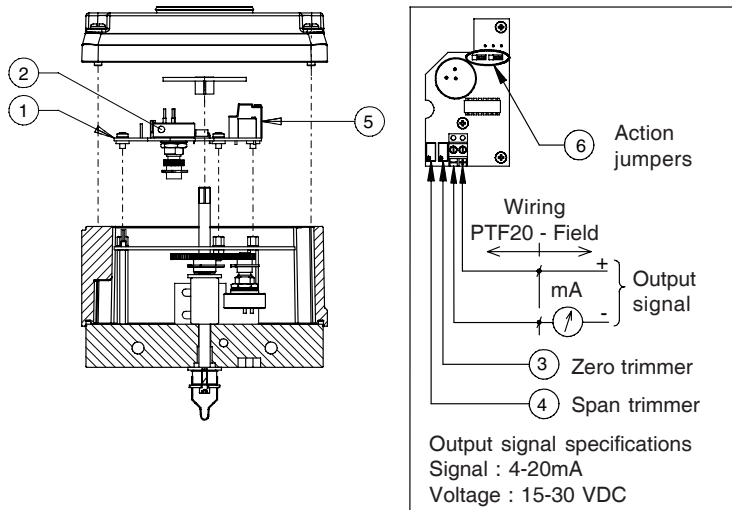 2
1
5
6
Action
jumpers
Wiring
PTF20 - Field
+
mA
Output
signal
-
3 Zero trimmer
4 Span trimmer
Output signal specifications
Signal : 4-20mA
Voltage : 15-30 VDC